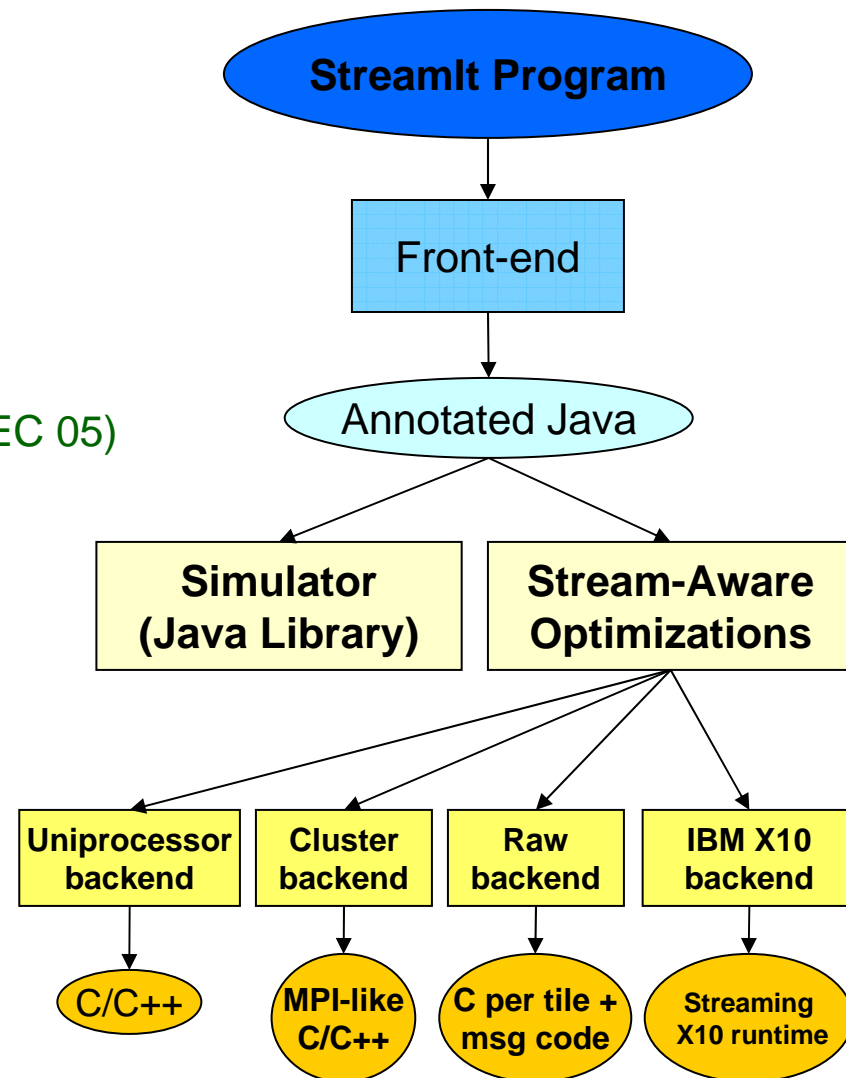 StreamIt Program
Front-end
EC 05)
Annotated Java
Simulator
(Java Library)
Stream-Aware
Optimizations
Uniprocessor
backend
Cluster
backend
Raw
backend
IBM X10
backend
C/C++
MPI-like
C/C++
C per tile +
msg code
Streaming
X10 runtime